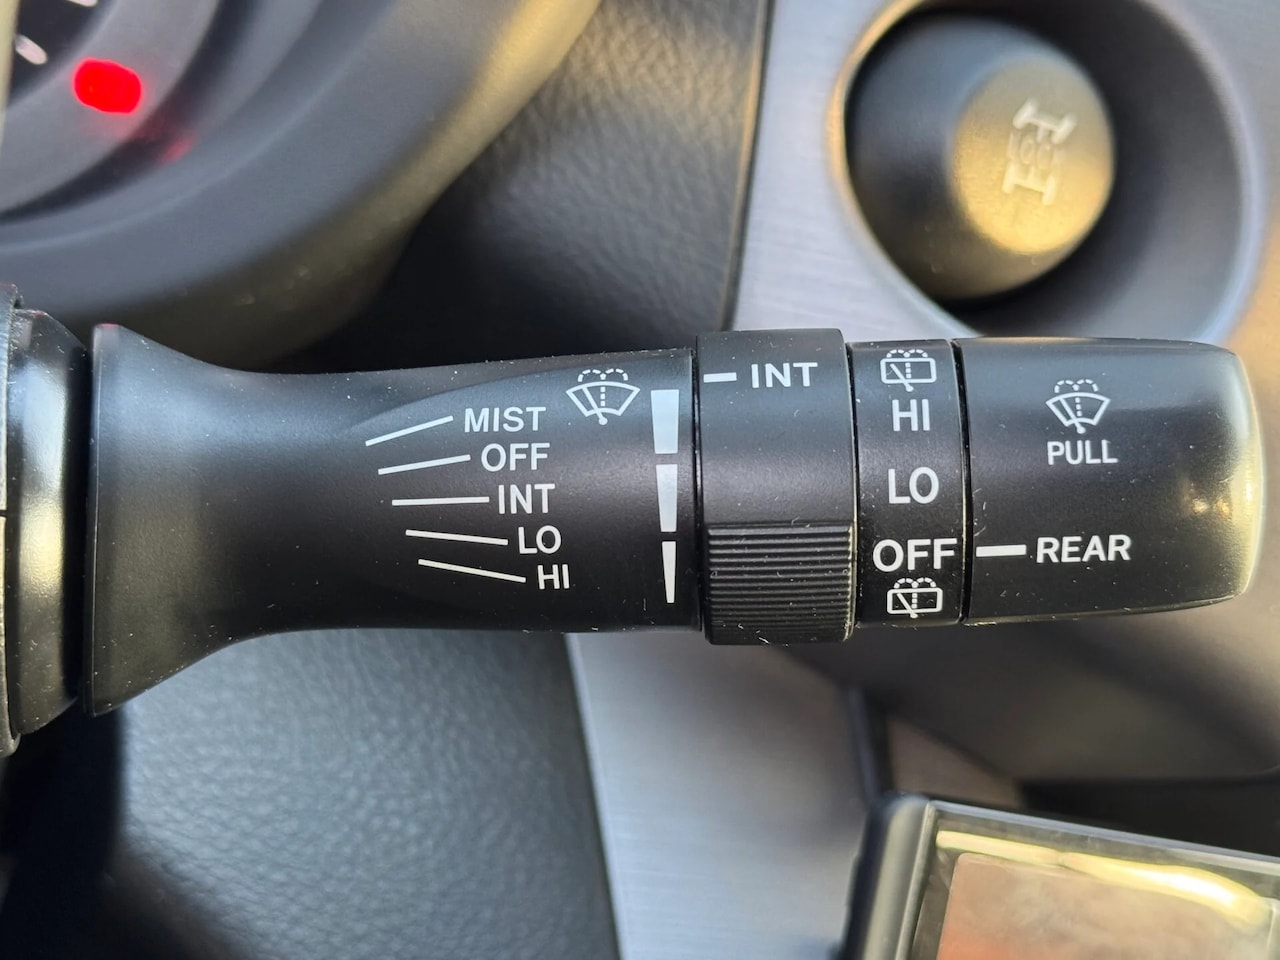 MIST
OFF
INT
LO
HI
INT
HI
LO
OFF
PULL
REAR